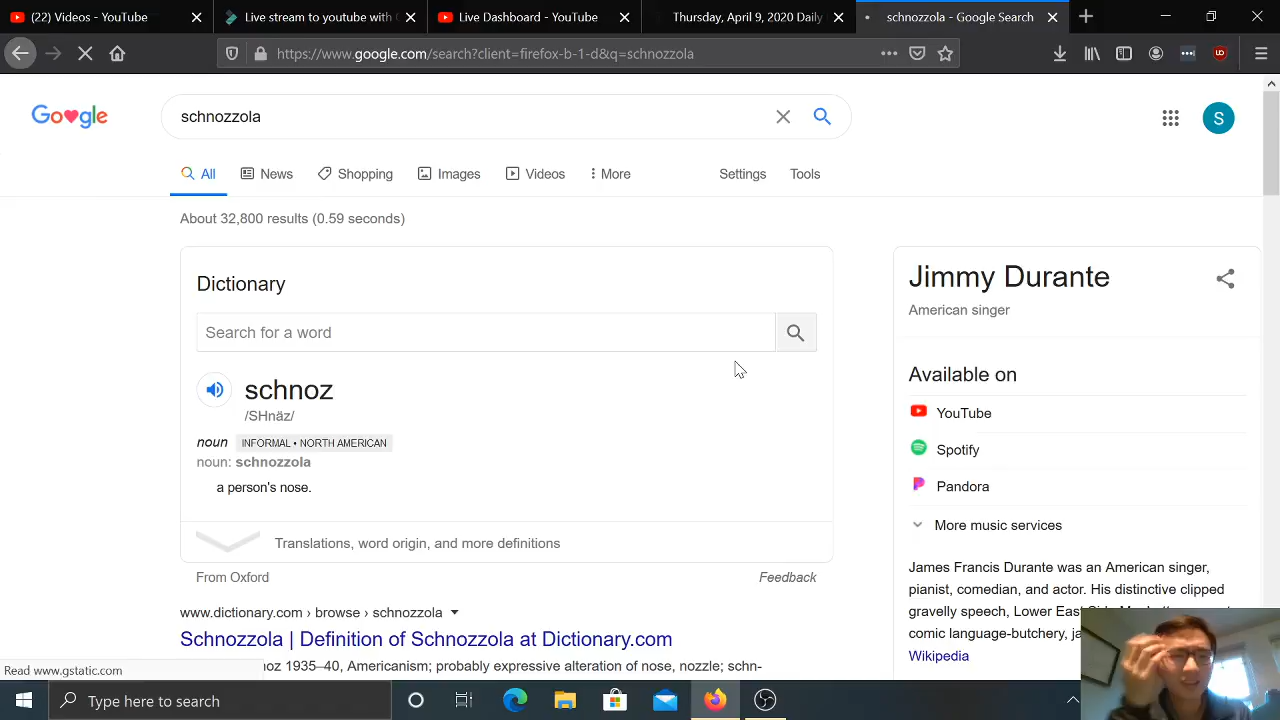 (22) Videos - YouTube
Live stream to youtube with
Live Dashboard - YouTube
Thursday, April 9, 2020 Daily
schnozzola - Google Search
https://www.google.com/search?client=firefox-b-1-d&q=schnozzola
Google
schnozzola
S
All
News
Shopping
Images
Videos
More
Settings
Tools
About 32,800 results (0.59 seconds)
Dictionary
Search for a word
schnoz
/SHnäz/
noun INFORMAL • NORTH AMERICAN
noun: schnozzola
a person's nose.
Translations, word origin, and more definitions
From Oxford
Feedback
www.dictionary.com › browse › schnozzola
Schnozzola | Definition of Schnozzola at Dictionary.com
oz 1935–40, Americanism; probably expressive alteration of nose, nozzle; schn-
Jimmy Durante
American singer
Available on
YouTube
Spotify
Pandora
More music services
James Francis Durante was an American singer,
pianist, comedian, and actor. His distinctive clipped
gravelly speech, Lower East Side
comic language-butchery,
Wikipedia
Read www.gstatic.com
Type here to search